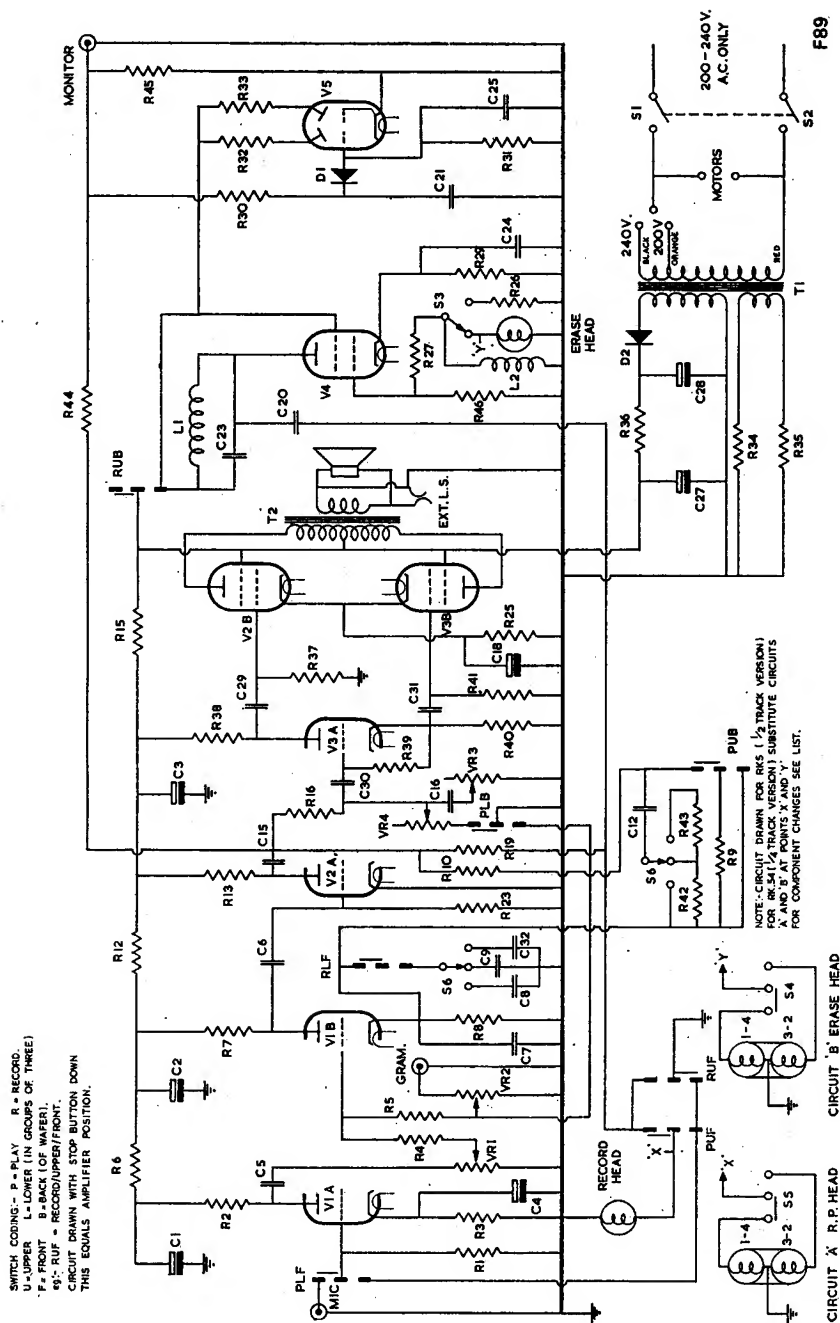 SWITCH CODING:- P = PLAY R = RECORD.
U = UPPER L = LOWER (IN GROUPS OF THREE)
F = FRONT B = BACK (OF WAFER).
eg:- RUF = RECORD/UPPER/FRONT.
CIRCUIT DRAWN WITH STOP BUTTON DOWN
THIS EQUALS AMPLIFIER POSITION.
MONITOR
R44
R45
R33
R32
V5
R30
D1
C25
R31
C21
RUB
L1
C23
C20
V4
R29
C24
R26
S3
R27
'Y'
L2
R46
ERASE
HEAD
T2
EXT. L.S.
R15
V2B
V3B
C29
R37
C31
R25
C18
R41
R38
C3
V3A
R39
R40
C30
R16
C16
VR3
VR4
PLB
C15
R13
V2A
R10
R19
R12
C6
R23
RLF
S6
C9
C32
C8
R7
C2
V1B
R8
C7
GRAM.
VR2
R5
R4
R6
C5
VR1
R2
C1
V1A
R3
C4
R1
PLF
MIC
RECORD
HEAD
'X'
PUF
RUF
C12
S6
R43
R42
R9
PUB
D2
R36
C28
C27
R34
R35
T1
240V.
BLACK
200V
ORANGE
RED
MOTORS
S1
S2
200-240V.
A.C. ONLY
F89
NOTE:-CIRCUIT DRAWN FOR RK5 (1/2 TRACK VERSION)
FOR RK.54 (1/2 TRACK VERSION) SUBSTITUTE CIRCUITS
'A' AND 'B' AT POINTS 'X' AND 'Y'
FOR COMPONENT CHANGES SEE LIST.
1-4
3-2
'X'
S5
CIRCUIT 'A' R.P. HEAD
1-4
3-2
'Y'
S4
CIRCUIT 'B' ERASE HEAD